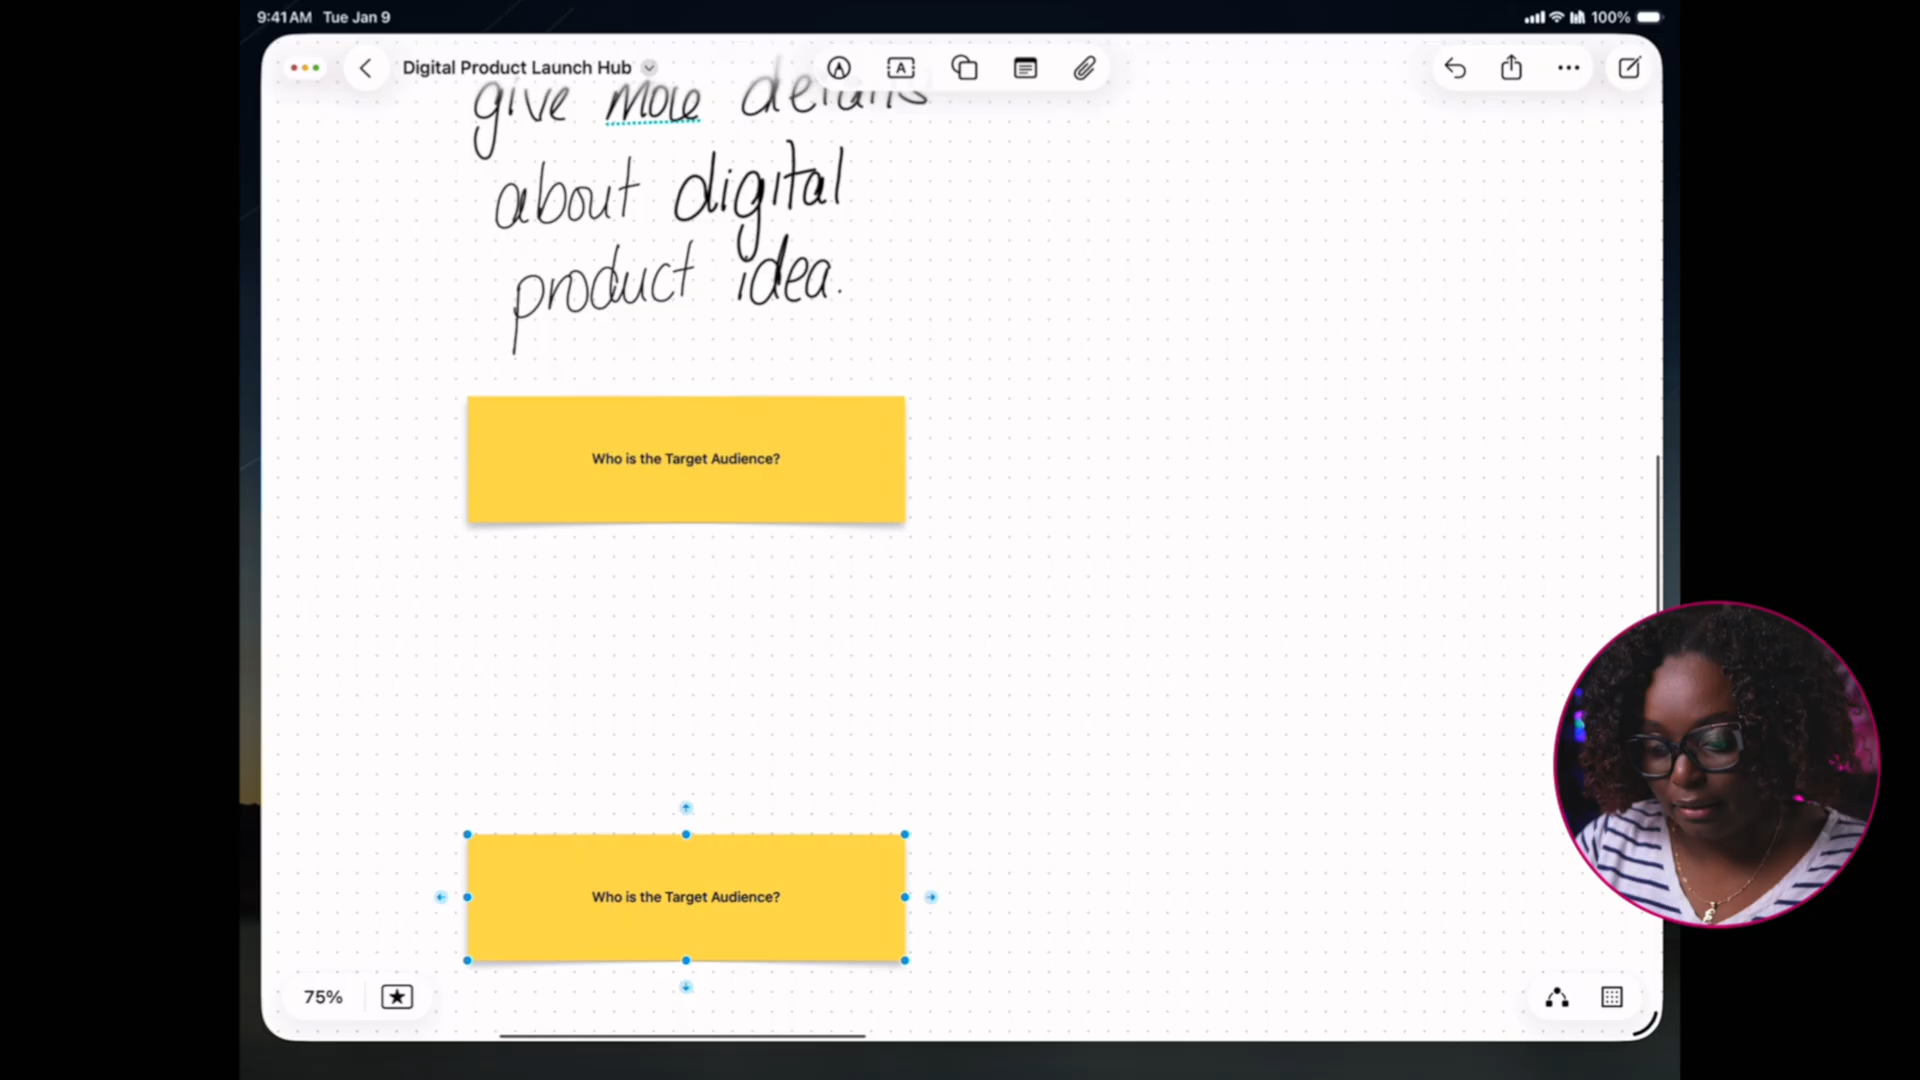 9:41 AM Tue Jan 9
100%
Digital Product Launch Hub
A
give more details
about digital
product idea.
Who is the Target Audience?
Who is the Target Audience?
75%